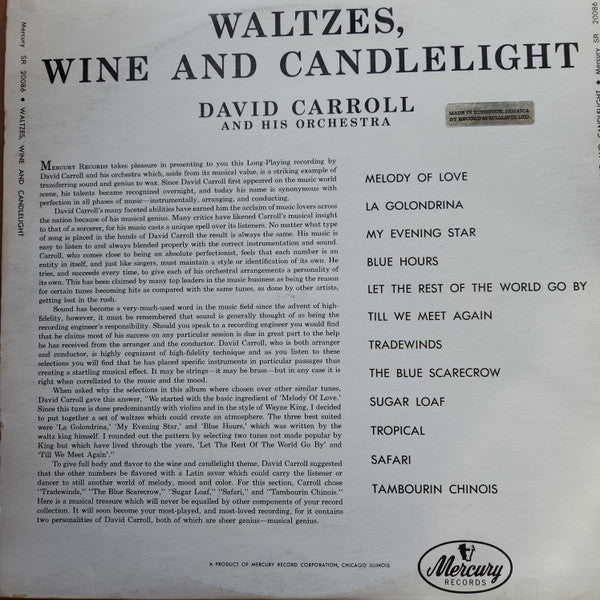 WALTZES,
WINE AND CANDLELIGHT
DAVID CARROLL
AND HIS ORCHESTRA
MADE IN KINGSTON, JAMAICA
BY RECORD SPECIALISTS LTD.
Mercury SR 20086 • WALTZES, WINE AND CANDLELIGHT
MERCURY RECORDS takes pleasure in presenting to you this Long-Playing recording by
David Carroll and his orchestra which, aside from its musical value, is a striking example of
transferring sound and genius to wax. Since David Carroll first appeared on the music world
scene, his talents became recognized overnight, and today his name is synonymous with
perfection in all phases of music—instrumentally, arranging, and conducting.
David Carroll's many faceted abilities have earned him the acclaim of music lovers across
the nation because of his musical genius. Many critics have likened Carroll's musical insight
to that of a sorcerer, for his music casts a unique spell over its listeners. No matter what type
of song is placed in the hands of David Carroll the result is always the same. His music is
easy to listen to and always blended properly with the correct instrumentation and sound.
Carroll, who comes close to being an absolute perfectionist, feels that each number is an
entity in itself, and just like singers, must maintain a style or identification of its own. He
tries, and succeeds every time, to give each of his orchestral arrangements a personality of
its own. This has been claimed by many top leaders in the music business as being the reason
for certain tunes becoming hits as compared with the same tunes, as done by other artists,
getting lost in the rush.
Sound has become a very-much-used word in the music field since the advent of high-
fidelity, however, it must be remembered that sound is generally thought of as being the
recording engineer's responsibility. Should you speak to a recording engineer you would find
that he claims most of his success on any particular session is due in great part to the help
he has received from the arranger and the conductor. David Carroll, who is both arranger
and conductor, is highly cognizant of high-fidelity technique and as you listen to these
selections you will find that he has placed specific instruments in particular passages thus
creating a startling musical effect. It may be strings—it may be brass—but in any case it is
right when correllated to the music and the mood.
When asked why the selections in this album where chosen over other similar tunes,
David Carroll gave this answer, "We started with the basic ingredient of 'Melody Of Love.'
Since this tune is done predominantly with violins and in the style of Wayne King, I decided
to put together a set of waltzes which could create an atmosphere. The three best suited
were 'La Golondrina,' 'My Evening Star,' and 'Blue Hours,' which was written by the
waltz king himself. I rounded out the pattern by selecting two tunes not made popular by
King but which have lived through the years, 'Let The Rest Of The World Go By' and
'Till We Meet Again'."
To give full body and flavor to the wine and candlelight theme, David Carroll suggested
that the other numbers be flavored with a Latin savor which could carry the listener or
dancer to still another world of melody, mood and color. For this section, Carroll chose
"Tradewinds," "The Blue Scarecrow," "Sugar Loaf," "Safari," and "Tambourin Chinois."
Here is a musical treasure which will never be equalled by other components of your record
collection. It will soon become your most-played, and most-loved recording, for it contains
two personalities of David Carroll, both of which are sheer genius—musical genius.
MELODY OF LOVE
LA GOLONDRINA
MY EVENING STAR
BLUE HOURS
LET THE REST OF THE WORLD GO BY
TILL WE MEET AGAIN
TRADEWINDS
THE BLUE SCARECROW
SUGAR LOAF
TROPICAL
SAFARI
TAMBOURIN CHINOIS
A PRODUCT OF MERCURY RECORD CORPORATION, CHICAGO ILLINOIS
Mercury
RECORDS
Mercury SR 20086 • AND CANDLELIGHT